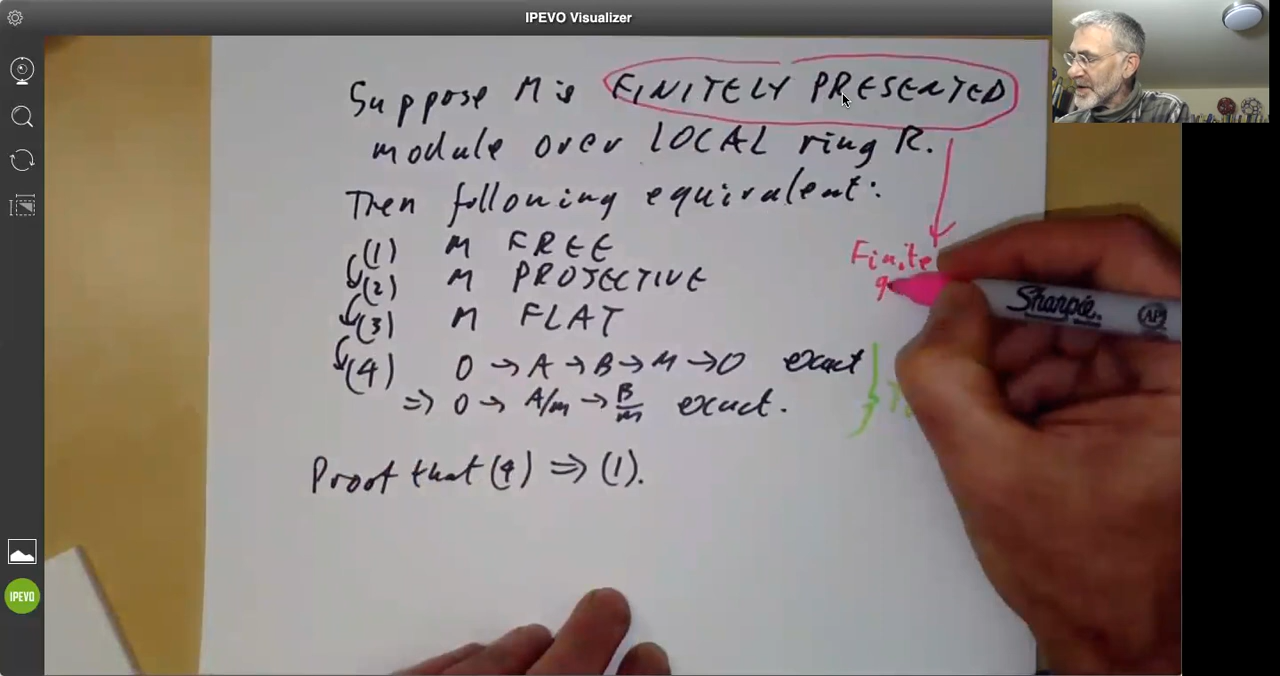 IPEVO Visualizer
Suppose M is FINITELY PRESENTED
module over LOCAL ring R.
Then following equivalent:
(1) M FREE
Finite
(2) M PROJECTIVE
g
(3) M FLAT
(4) 0 → A → B → M → 0 exact
⇒ 0 → A/m → B/m exact.
Proof that (4) ⇒ (1).
Sharpie
AP
IPEVO